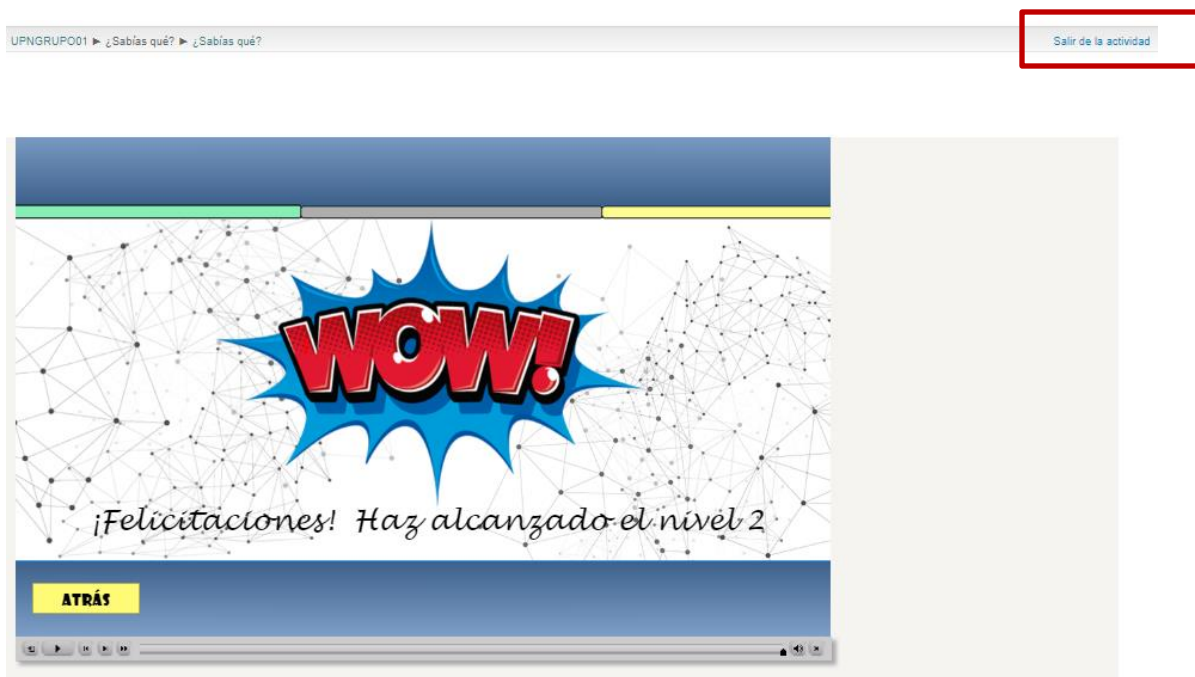 UPNGRUPO01 ► ¿Sabías qué? ► ¿Sabías qué?
Salir de la actividad
WOW!
¡Felicitaciones! Haz alcanzado el nivel 2
ATRÁS